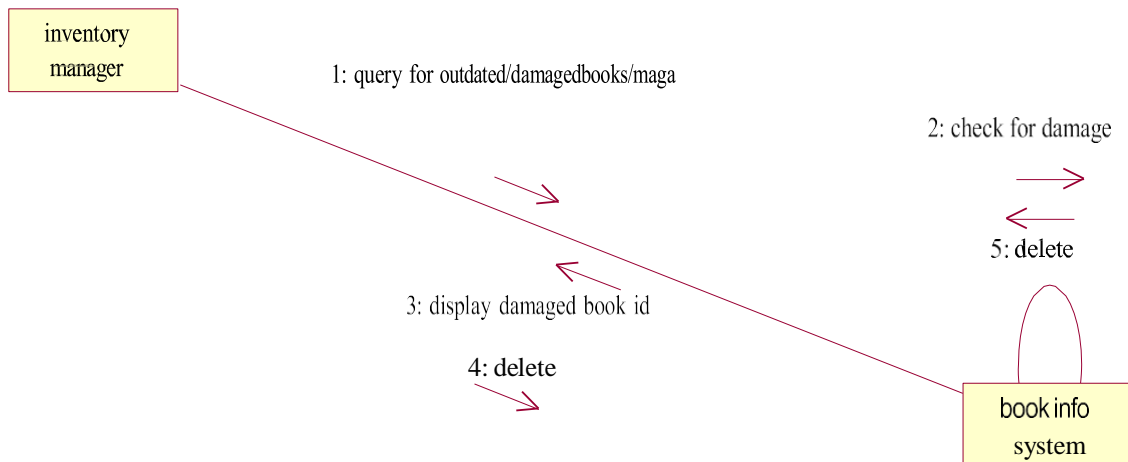 inventory
manager
1: query for outdated/damagedbooks/maga
2: check for damage
5: delete
3: display damaged book id
4: delete
book info
system